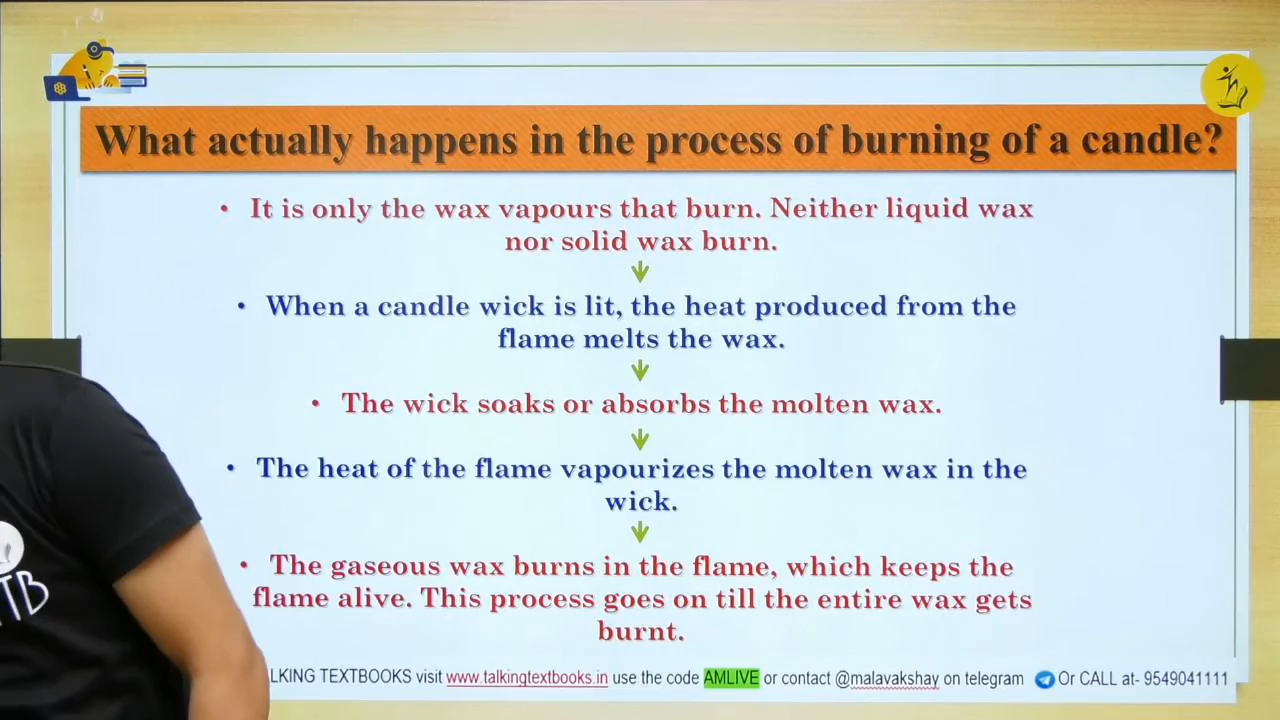 What actually happens in the process of burning of a candle?
• It is only the wax vapours that burn. Neither liquid wax
nor solid wax burn.
• When a candle wick is lit, the heat produced from the
flame melts the wax.
• The wick soaks or absorbs the molten wax.
• The heat of the flame vapourizes the molten wax in the
wick.
• The gaseous wax burns in the flame, which keeps the
flame alive. This process goes on till the entire wax gets
burnt.
LKING TEXTBOOKS visit www.talkingtextbooks.in use the code AMLIVE or contact @malavakshay on telegram Or CALL at- 9549041111
TB